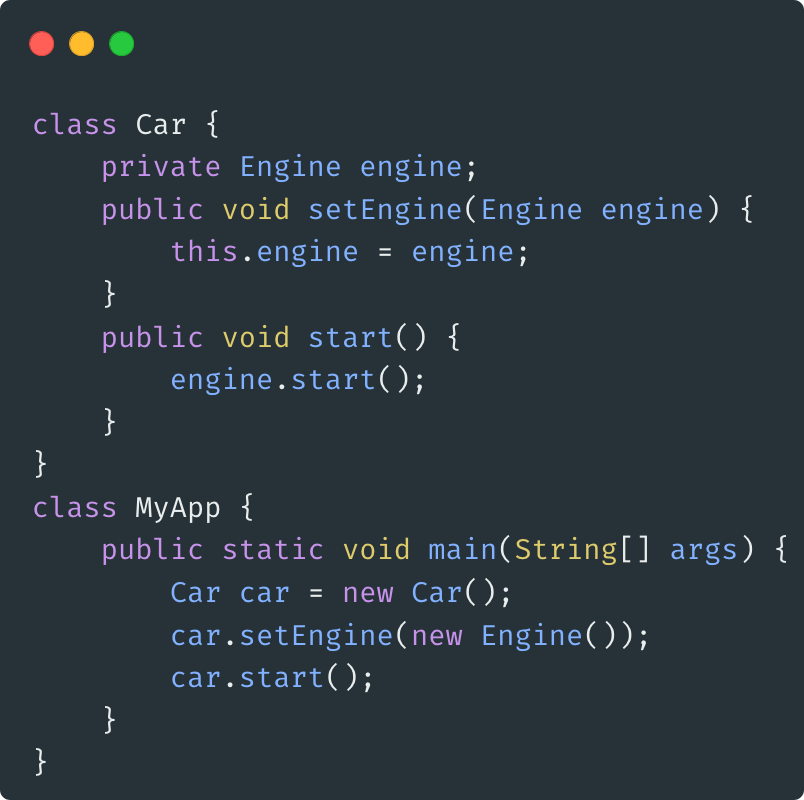 class Car {
    private Engine engine;
    public void setEngine(Engine engine) {
        this.engine = engine;
    }
    public void start() {
        engine.start();
    }
}
class MyApp {
    public static void main(String[] args) {
        Car car = new Car();
        car.setEngine(new Engine());
        car.start();
    }
}